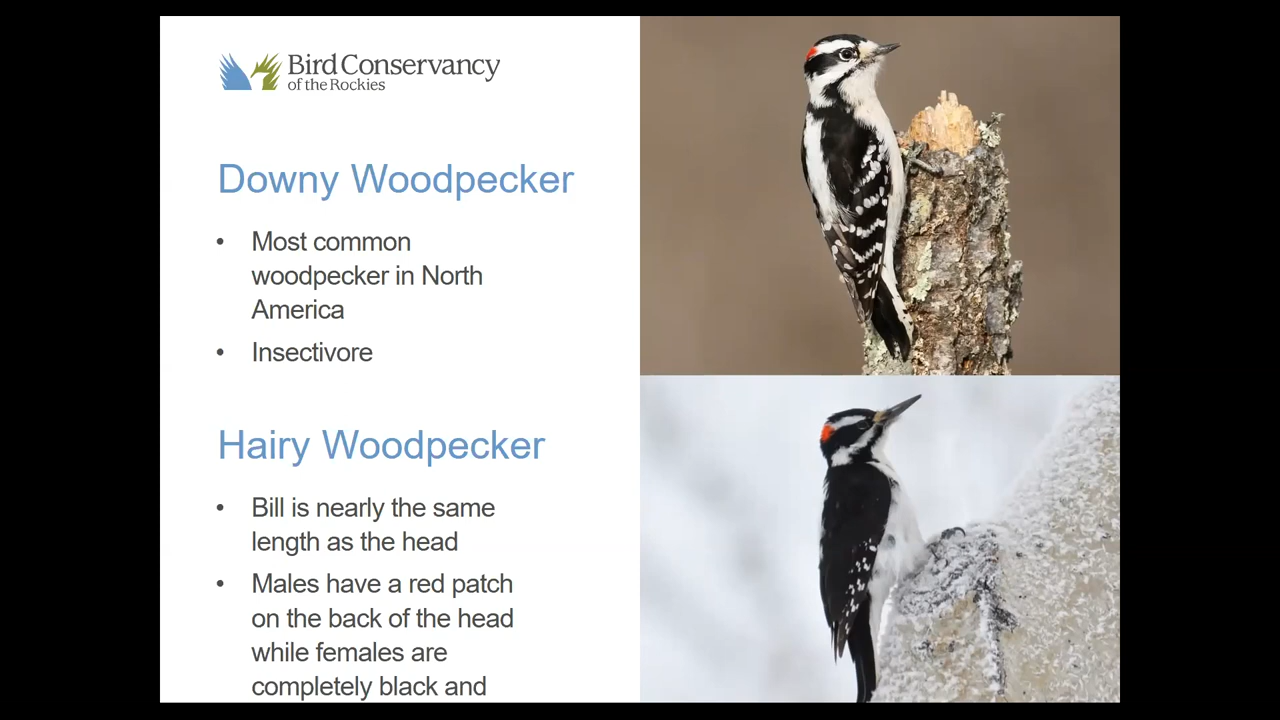 Bird Conservancy
of the Rockies
Downy Woodpecker
• Most common
woodpecker in North
America
• Insectivore
Hairy Woodpecker
• Bill is nearly the same
length as the head
• Males have a red patch
on the back of the head
while females are
completely black and